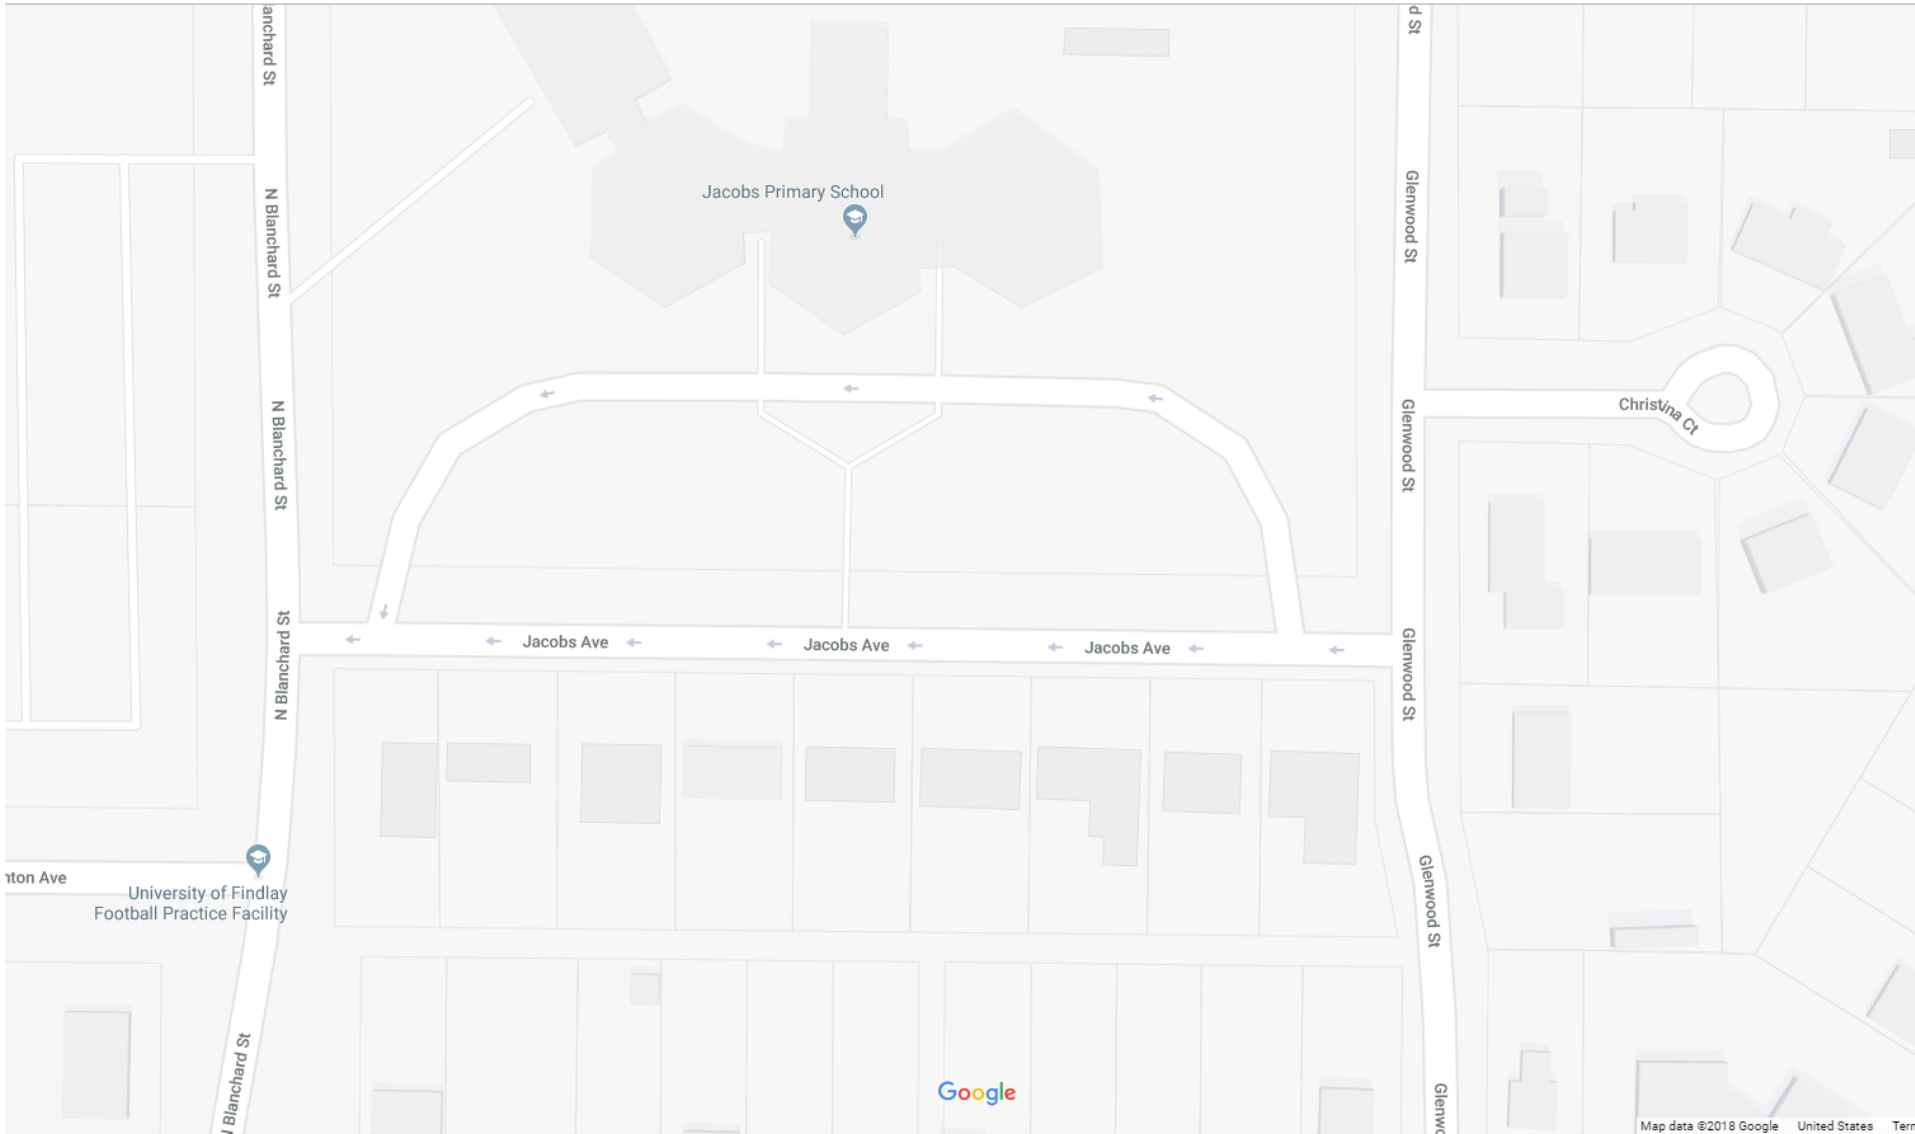 anchard St
d St
N Blanchard St
Jacobs Primary School
Glenwood St
N Blanchard St
Glenwood St
Christina Ct
N Blanchard St
Jacobs Ave
Jacobs Ave
Jacobs Ave
Glenwood St
nton Ave
University of Findlay
Football Practice Facility
Glenwood St
N Blanchard St
Google
Glenwo
Map data ©2018 Google United States Tern